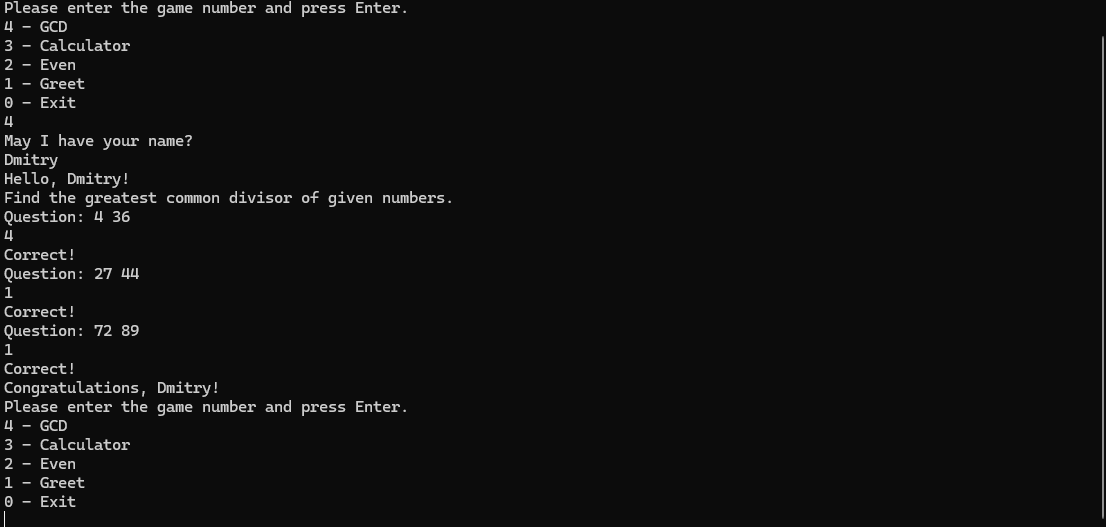 Please enter the game number and press Enter.
4 – GCD
3 – Calculator
2 – Even
1 – Greet
0 – Exit
4
May I have your name?
Dmitry
Hello, Dmitry!
Find the greatest common divisor of given numbers.
Question: 4 36
4
Correct!
Question: 27 44
1
Correct!
Question: 72 89
1
Correct!
Congratulations, Dmitry!
Please enter the game number and press Enter.
4 – GCD
3 – Calculator
2 – Even
1 – Greet
0 – Exit